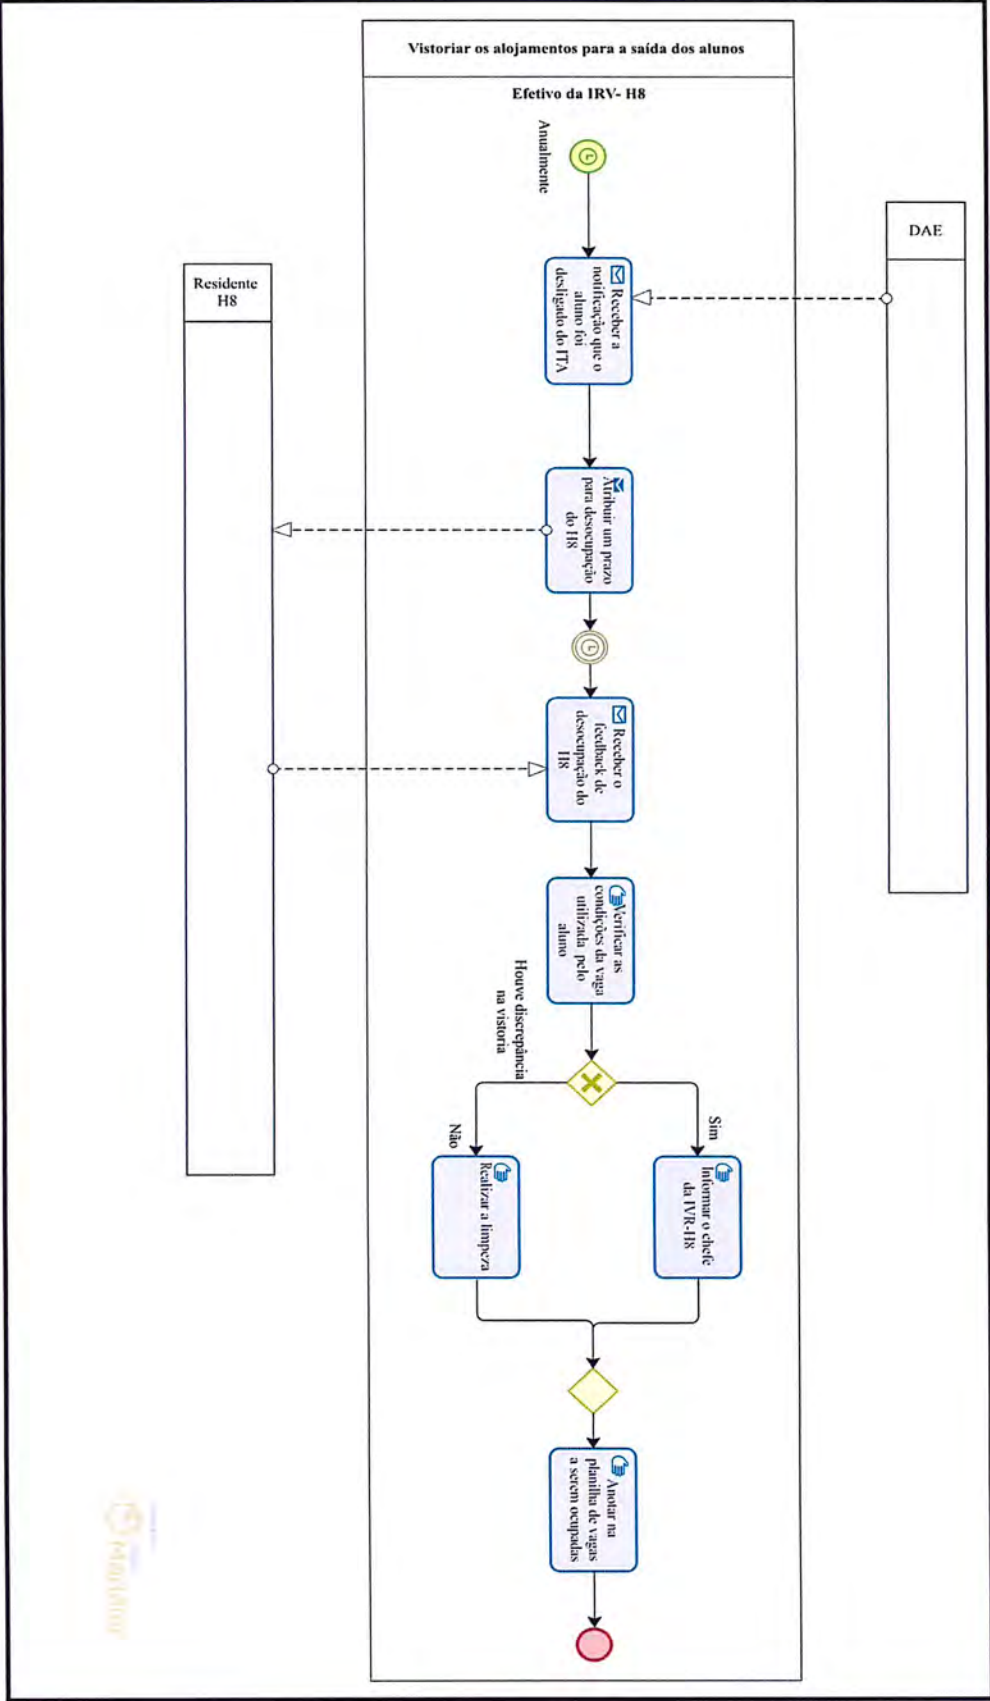 Vistoriar os alojamentos para a saída dos alunos
Efetivo da IRV- H8
DAE
Residente
H8
Anualmente
Receber a
notificação que o
aluno foi
desligado do ITA
Atribuir um prazo
para desocupação
do H8
Receber o
feedback de
desocupação do
H8
Verificar as
condições da vaga
utilizada pelo
aluno
Houve discrepância
na vistoria
Sim
Informar o chefe
da IVR-H8
Não
Realizar a limpeza
Anotar na
planilha de vagas
a serem ocupadas